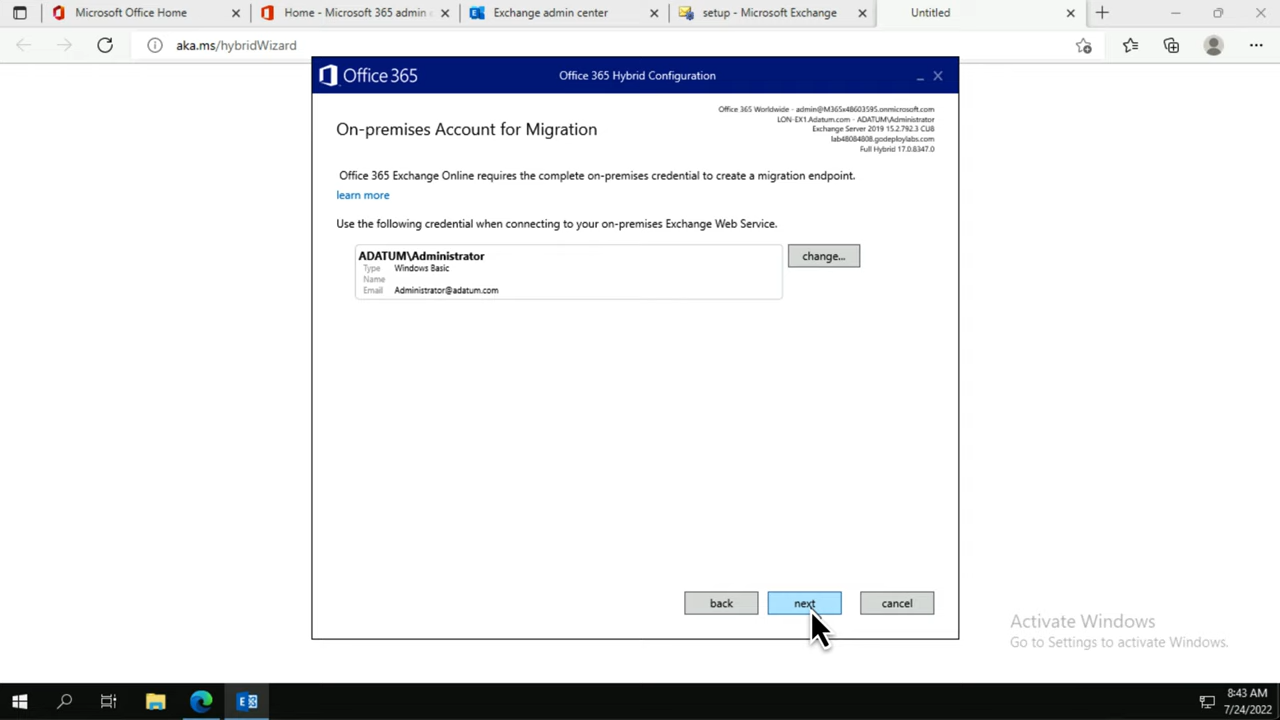 Microsoft Office Home
Home - Microsoft 365 admin c
Exchange admin center
setup - Microsoft Exchange
Untitled
aka.ms/hybridWizard
Office 365
Office 365 Hybrid Configuration
On-premises Account for Migration
Office 365 Worldwide - admin@M365x48603595.onmicrosoft.com
LON-EX1.Adatum.com - ADATUM\Administrator
Exchange Server 2019 15.2.792.3 CU8
lab48084808.godeploylabs.com
Full Hybrid 17.0.8347.0
Office 365 Exchange Online requires the complete on-premises credential to create a migration endpoint.
learn more
Use the following credential when connecting to your on-premises Exchange Web Service.
ADATUM\Administrator
Type Windows Basic
Name
Email Administrator@adatum.com
change...
back
next
cancel
Activate Windows
Go to Settings to activate Windows.
8:43 AM
7/24/2022